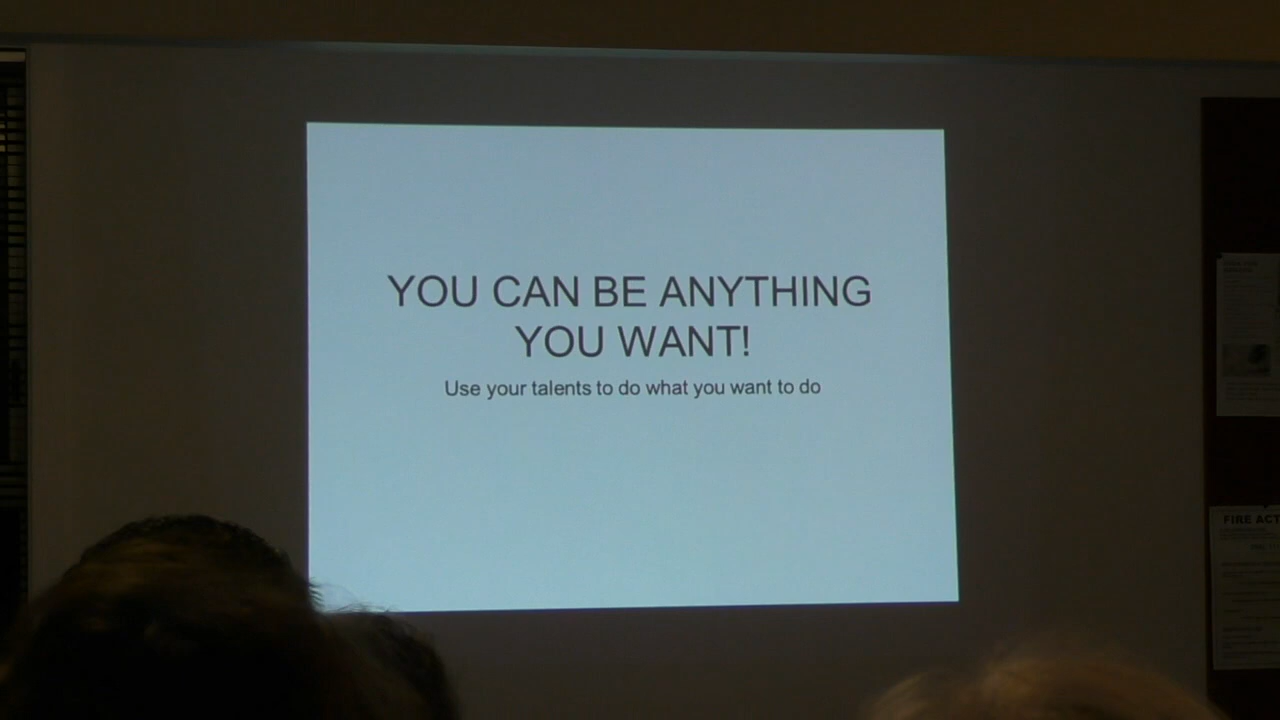 YOU CAN BE ANYTHING
YOU WANT!
Use your talents to do what you want to do
FIRE ACT